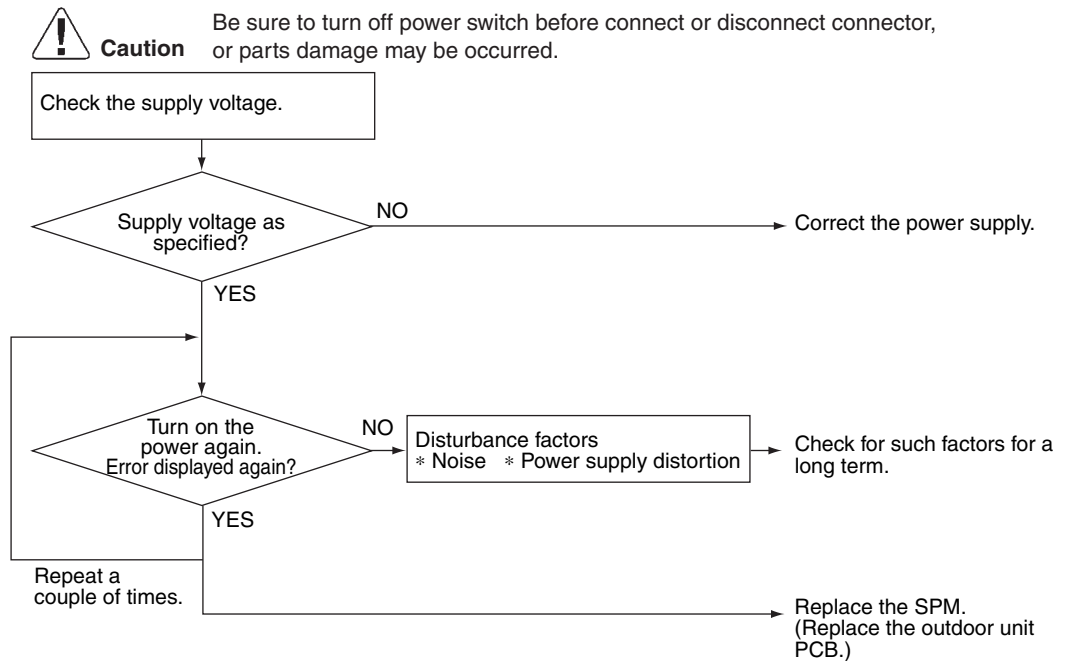 Be sure to turn off power switch before connect or disconnect connector,
Caution or parts damage may be occurred.
Check the supply voltage.
Supply voltage as
specified?
NO
Correct the power supply.
YES
Turn on the
power again.
Error displayed again?
NO
Disturbance factors
* Noise * Power supply distortion
Check for such factors for a
long term.
YES
Repeat a
couple of times.
Replace the SPM.
(Replace the outdoor unit
PCB.)